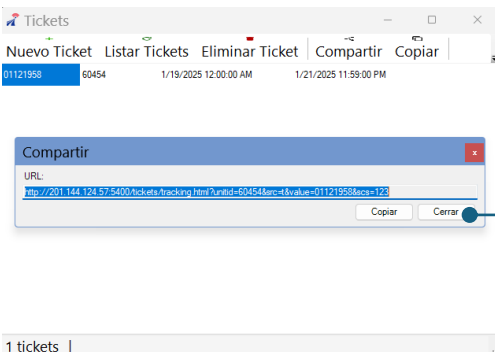 Tickets
Nuevo Ticket Listar Tickets Eliminar Ticket Compartir Copiar
01121958 60454 1/19/2025 12:00:00 AM 1/21/2025 11:59:00 PM
Compartir
URL:
http://201.144.124.57:5400/tickets/tracking.html?unitid=60454&src=t&value=01121958&scs=123
Copiar Cerrar
1 tickets